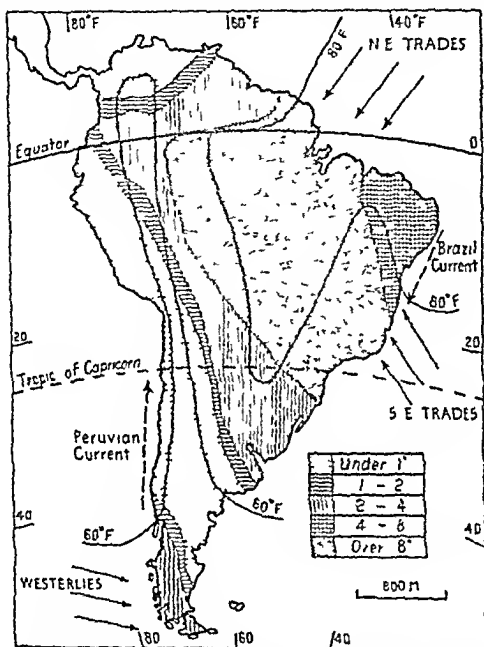 80°F 60°F 40°F
80°F
N E TRADES
Equator 0
Brazil
Current
80°F
20 20
Tropic of Capricorn
S E TRADES
Peruvian
Current
Under 1"
1 - 2
2 - 4
4 - 8
Over 8"
60°F
40 60°F 40
WESTERLIES
800 M
80 60 40